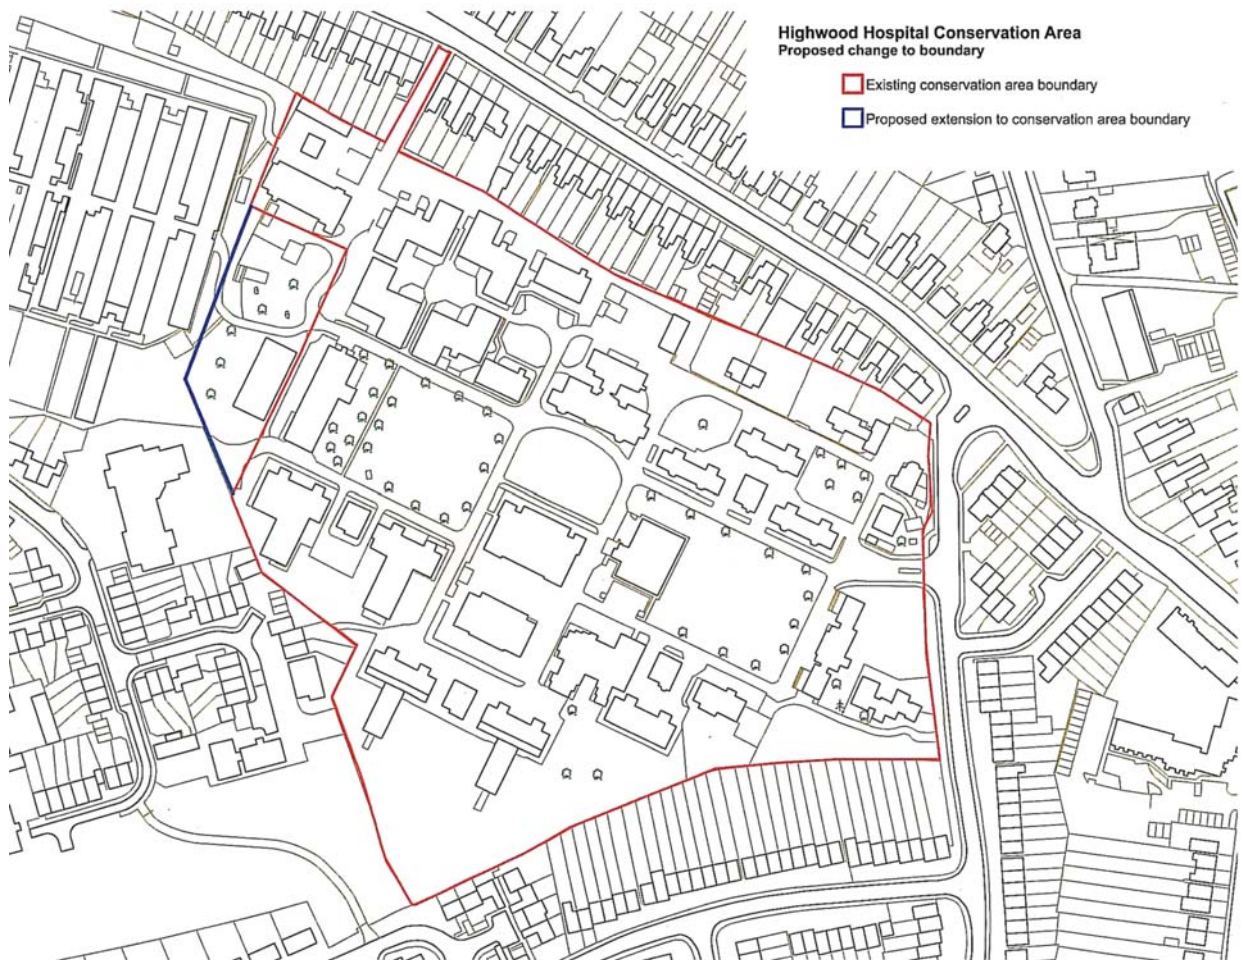 Highwood Hospital Conservation Area
Proposed change to boundary
Existing conservation area boundary
Proposed extension to conservation area boundary